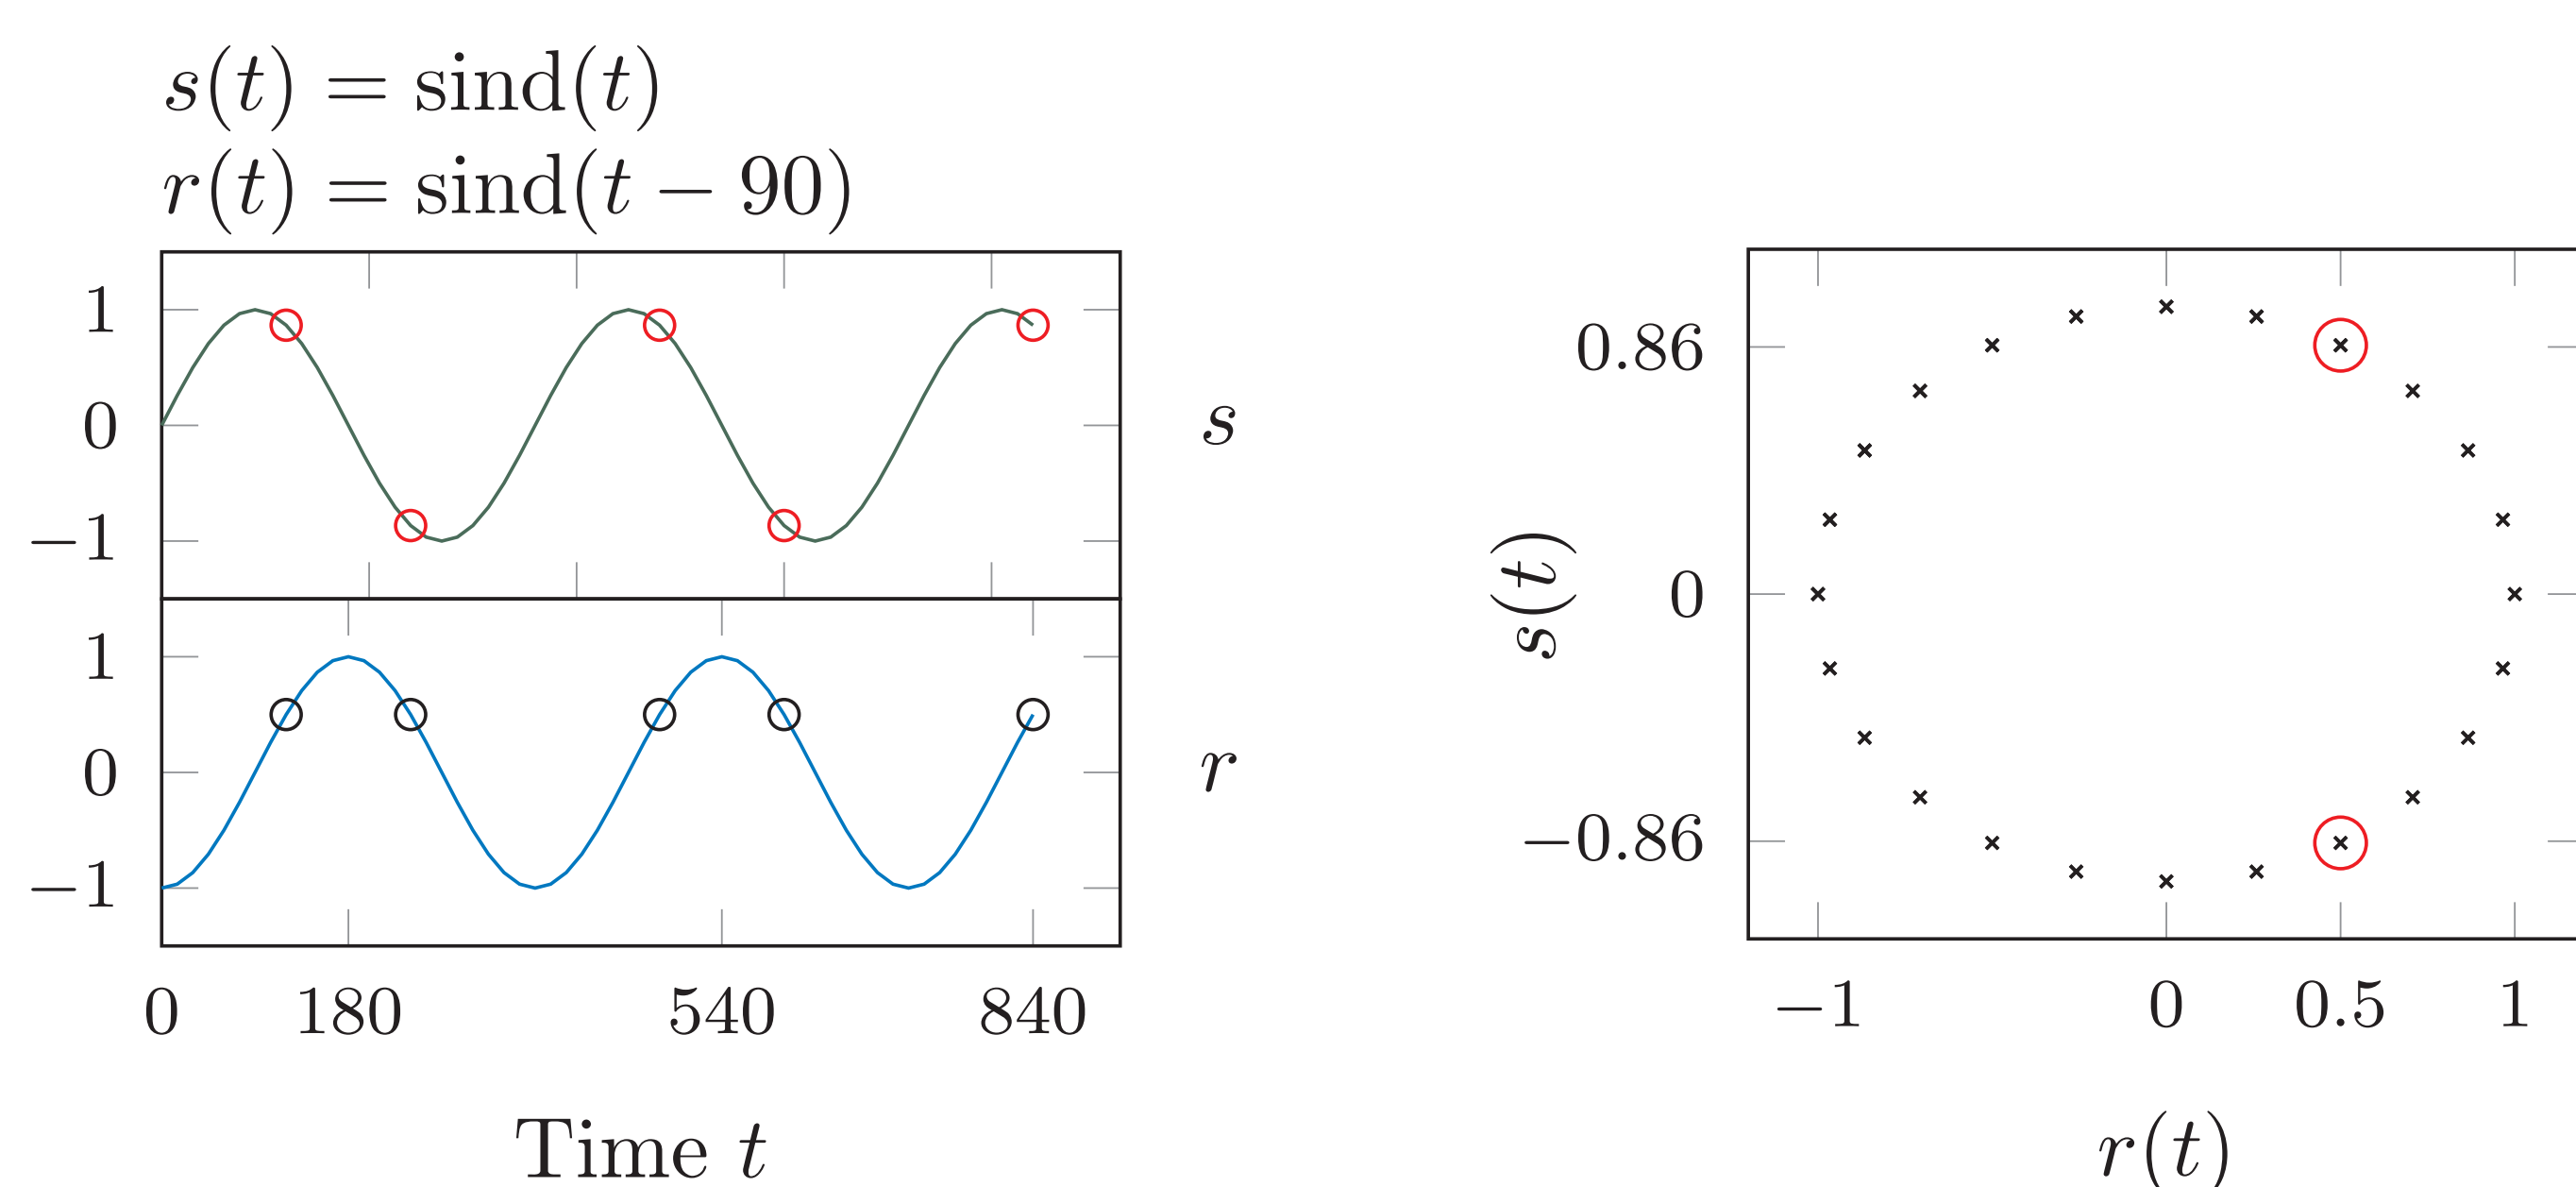 s(t) = sind(t)
r(t) = sind(t − 90)
1
0
−1
s
1
0
−1
r
0 180 540 840
Time t
0.86
0
−0.86
s(t)
−1 0 0.5 1
r(t)